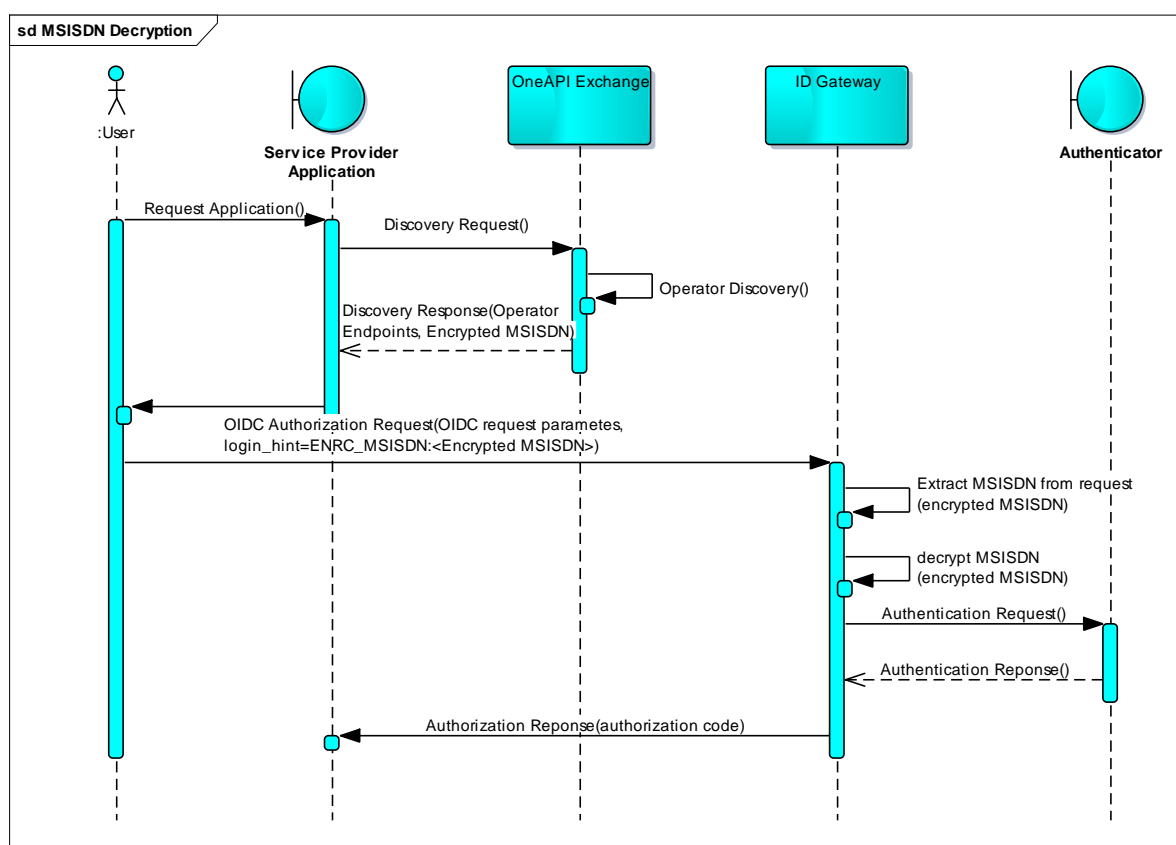 sd MSISDN Decryption
:User
Service Provider
Application
OneAPI Exchange
ID Gateway
Authenticator
Request Application()
Discovery Request()
Operator Discovery()
Discovery Response(Operator
Endpoints, Encrypted MSISDN)
OIDC Authorization Request(OIDC request parametes,
login_hint=ENRC_MSISDN:<Encrypted MSISDN>)
Extract MSISDN from request
(encrypted MSISDN)
decrypt MSISDN
(encrypted MSISDN)
Authentication Request()
Authentication Reponse()
Authorization Reponse(authorization code)